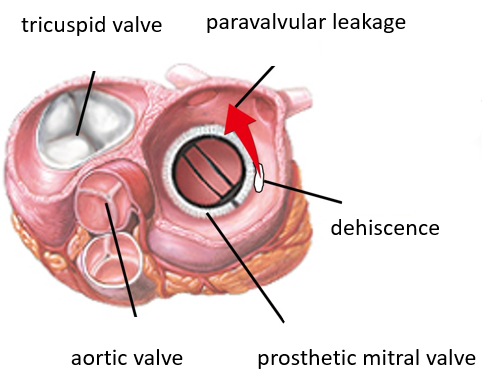 tricuspid valve
paravalvular leakage
dehiscence
aortic valve
prosthetic mitral valve